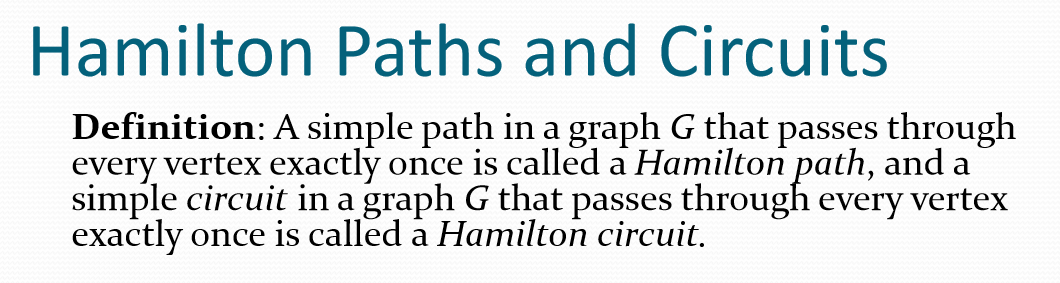 Hamilton Paths and Circuits
Definition: A simple path in a graph G that passes through
every vertex exactly once is called a Hamilton path, and a
simple circuit in a graph G that passes through every vertex
exactly once is called a Hamilton circuit.